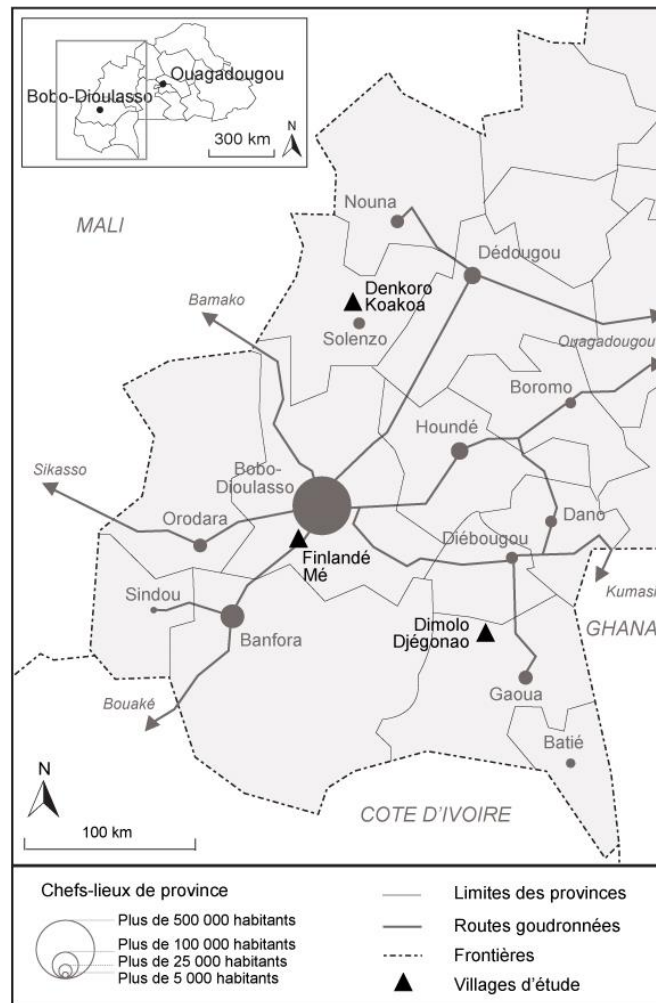 Ouagadougou
Bobo-Dioulasso
300 km
N
MALI
Nouna
Dédougou
Denkoro
Koakoa
Solenzo
Bamako
Ouagadougou
Boromo
Houndé
Bobo-
Dioulasso
Sikasso
Orodara
Dano
Diébougou
Finlandé
Mé
Kumasi
Sindou
Banfora
Dimolo
Djégonao
GHANA
Gaoua
Bouaké
Batié
N
100 km
COTE D'IVOIRE
Chefs-lieux de province
Plus de 500 000 habitants
Plus de 100 000 habitants
Plus de 25 000 habitants
Plus de 5 000 habitants
Limites des provinces
Routes goudronnées
Frontières
Villages d'étude